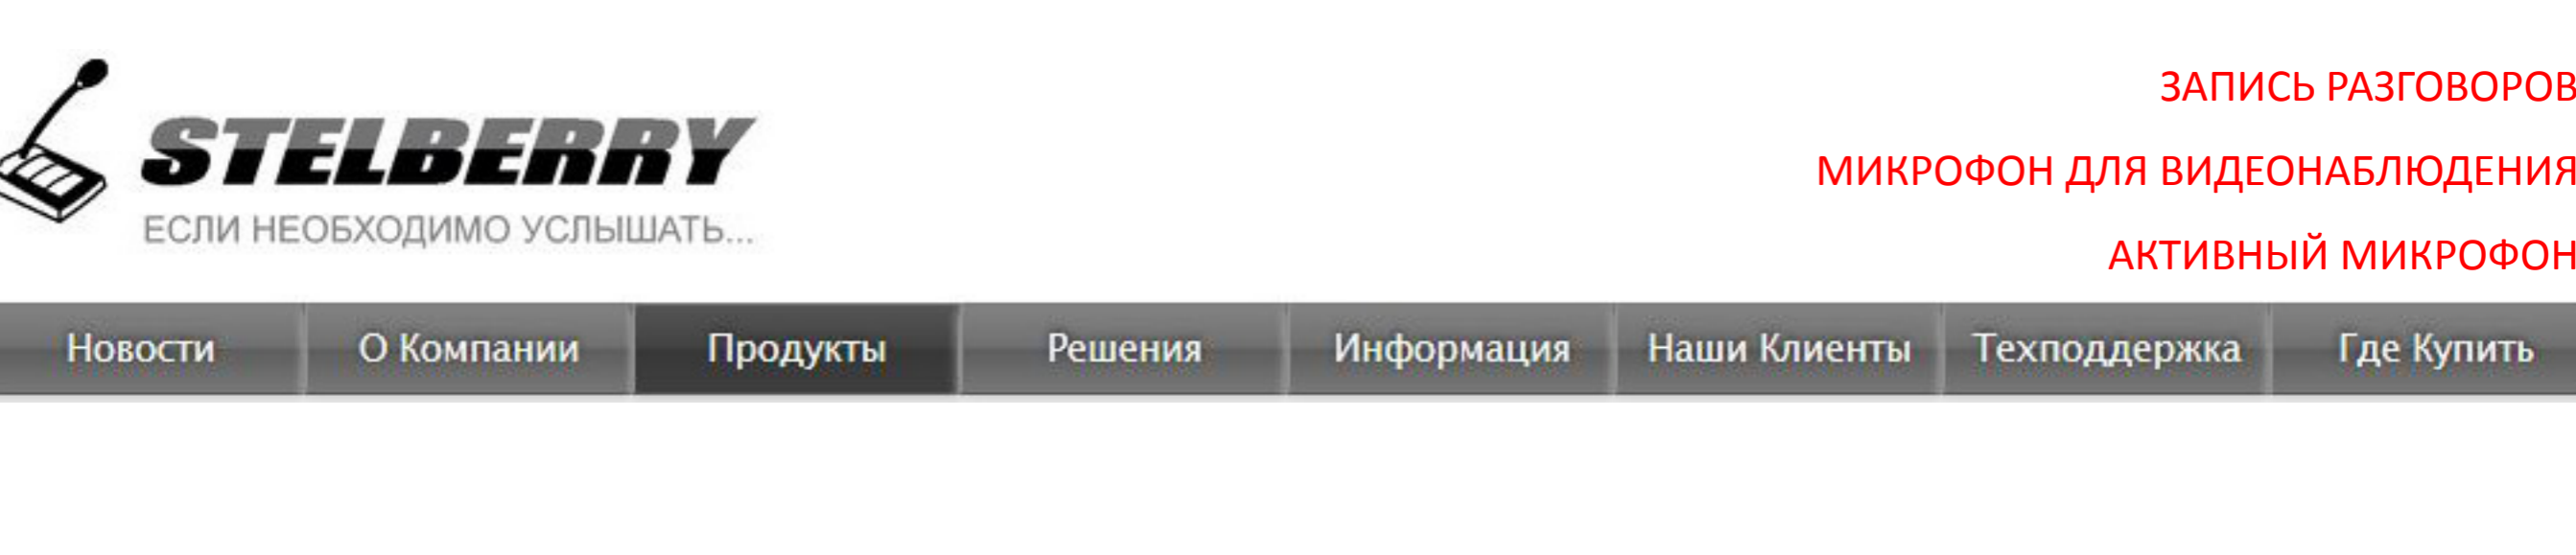 STELBERRY
ЕСЛИ НЕОБХОДИМО УСЛЫШАТЬ...
ЗАПИСЬ РАЗГОВОРОВ
МИКРОФОН ДЛЯ ВИДЕОНАБЛЮДЕНИЯ
АКТИВНЫЙ МИКРОФОН
Новости О Компании Продукты Решения Информация Наши Клиенты Техподдержка Где Купить